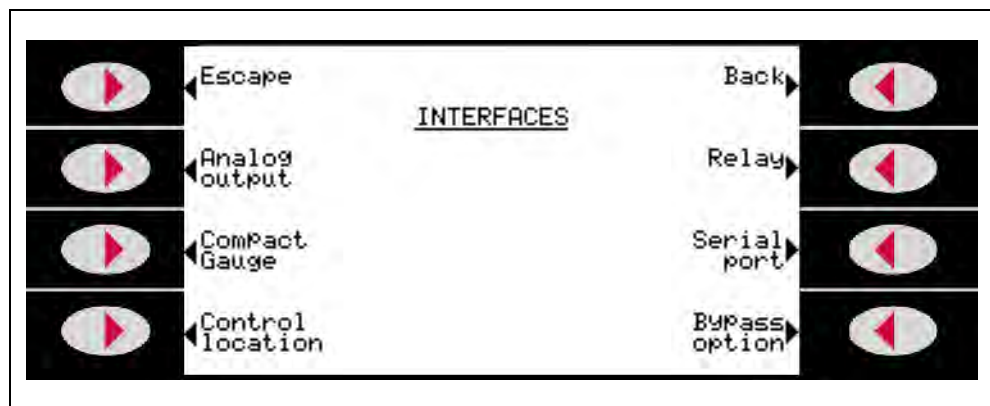 Escape
Back
INTERFACES
Analog
output
Relay
Compact
Gauge
Serial
port
Control
location
Bypass
option